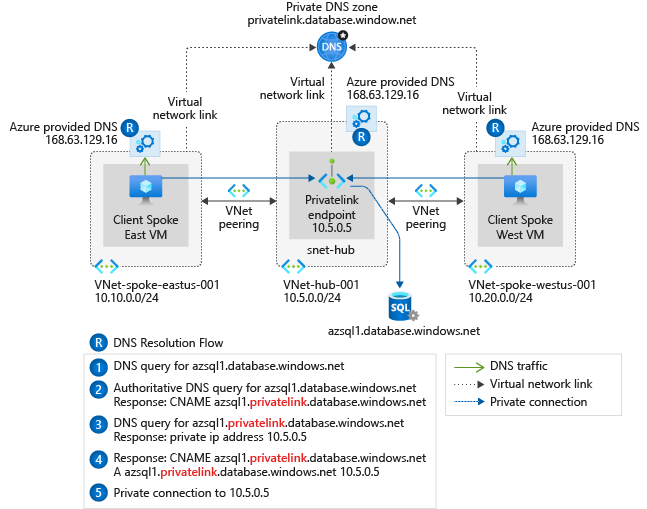 Private DNS zone
privatelink.database.window.net
DNS
Virtual
network link
Virtual
network link
Virtual
network link
Azure provided DNS
168.63.129.16
R
Azure provided DNS
168.63.129.16
R
Azure provided DNS
168.63.129.16
R
Client Spoke
East VM
VNet
peering
Privatelink
endpoint
10.5.0.5
snet-hub
VNet
peering
Client Spoke
West VM
VNet-spoke-eastus-001
10.10.0.0/24
VNet-hub-001
10.5.0.0/24
VNet-spoke-westus-001
10.20.0.0/24
SQL
azsql1.database.windows.net
R DNS Resolution Flow
1 DNS query for azsql1.database.windows.net
2 Authoritative DNS query for azsql1.database.windows.net
Response: CNAME azsql1.privatelink.database.windows.net
3 DNS query for azsql1.privatelink.database.windows.net
Response: private ip address 10.5.0.5
4 Response: CNAME azsql1.privatelink.database.windows.net
A azsql1.privatelink.database.windows.net 10.5.0.5
5 Private connection to 10.5.0.5
DNS traffic
Virtual network link
Private connection